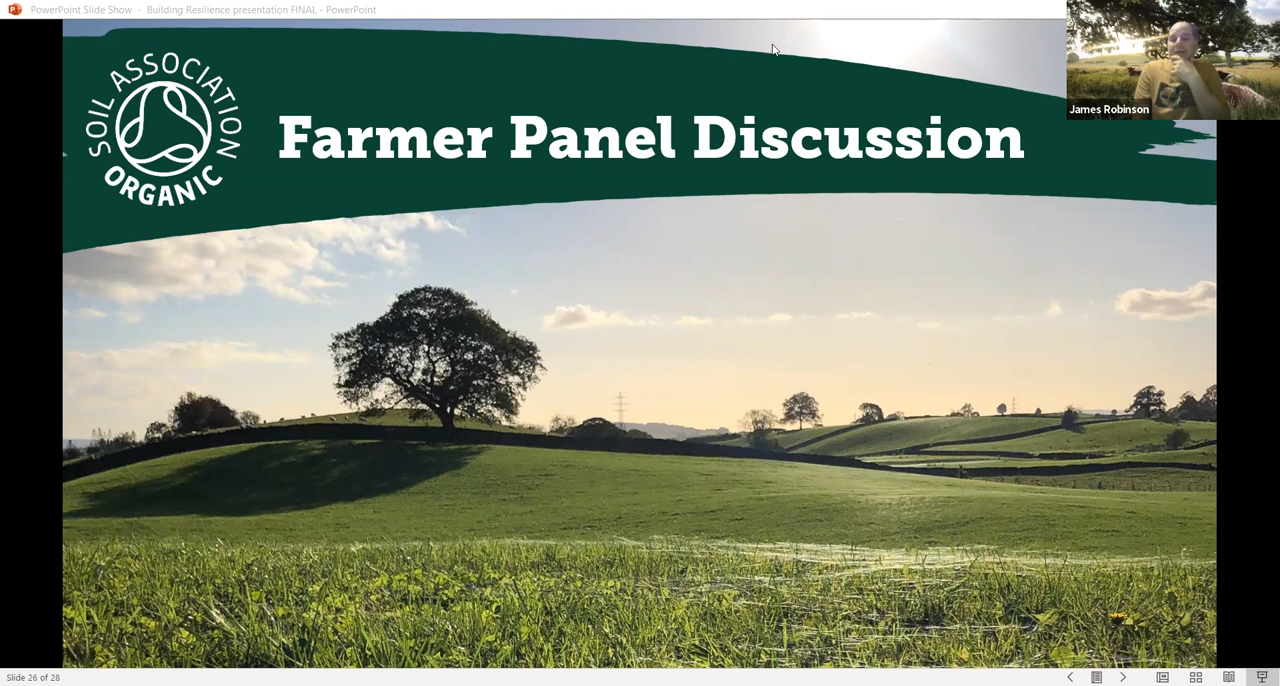 PowerPoint Slide Show - Building Resilience presentation FINAL - PowerPoint
James Robinson
SOIL ASSOCIATION
ORGANIC
Farmer Panel Discussion
Slide 26 of 28